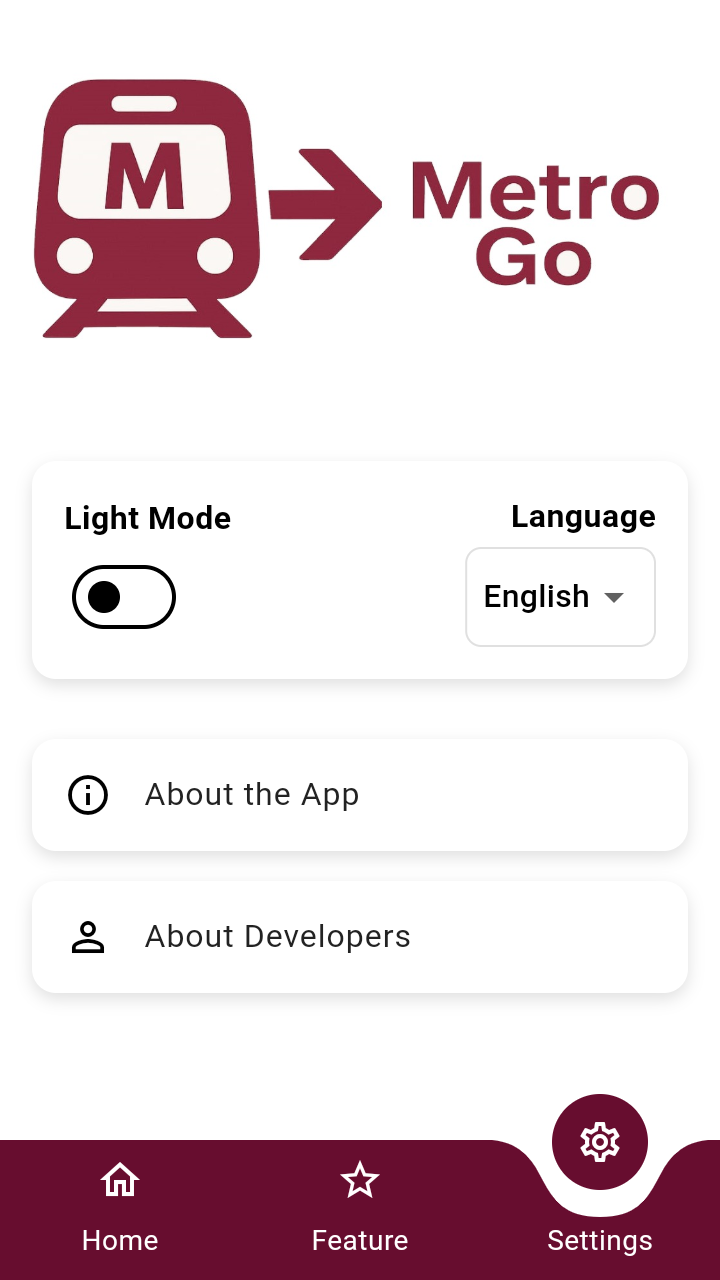 M
Metro
Go
Light Mode
Language
English
About the App
About Developers
Home
Feature
Settings